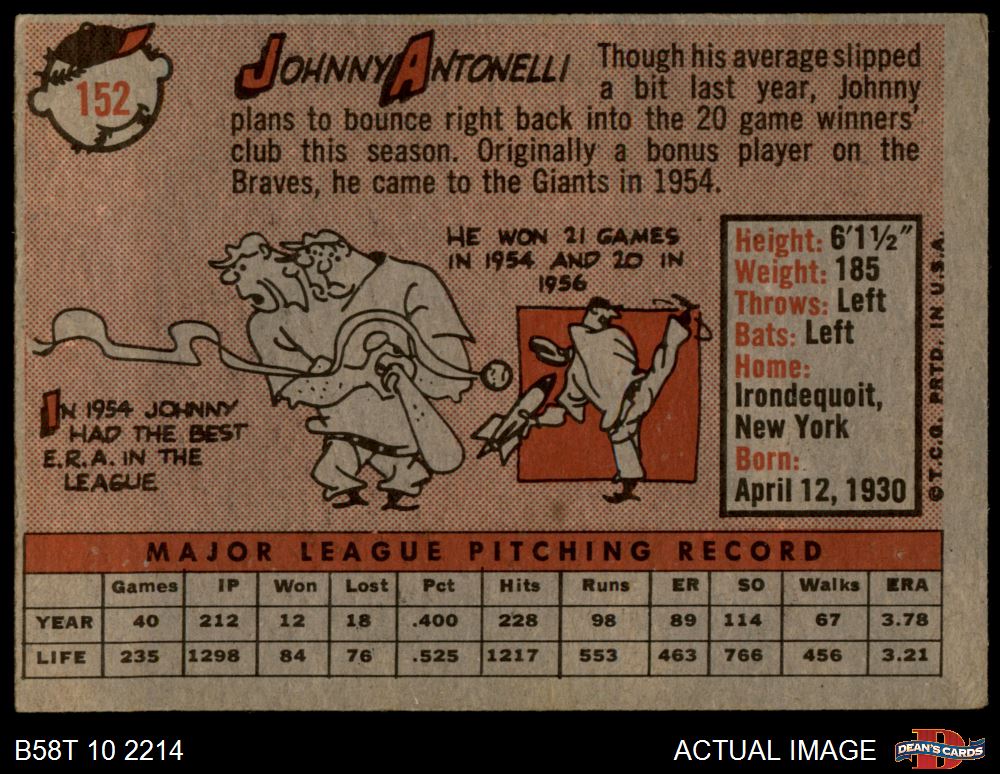 152
JOHNNY ANTONELLI
Though his average slipped
a bit last year, Johnny
plans to bounce right back into the 20 game winners'
club this season. Originally a bonus player on the
Braves, he came to the Giants in 1954.
HE WON 21 GAMES
IN 1954 AND 20 IN
1956
IN 1954 JOHNNY
HAD THE BEST
E.R.A. IN THE
LEAGUE
Height: 6'1½"
Weight: 185
Throws: Left
Bats: Left
Home:
Irondequoit,
New York
Born:
April 12, 1930
© T.C.G. PRTD. IN U.S.A.
MAJOR LEAGUE PITCHING RECORD
Games IP Won Lost Pct Hits Runs ER SO Walks ERA
YEAR 40 212 12 18 .400 228 98 89 114 67 3.78
LIFE 235 1298 84 76 .525 1217 553 463 766 456 3.21
B58T 10 2214
ACTUAL IMAGE
DEAN'S CARDS